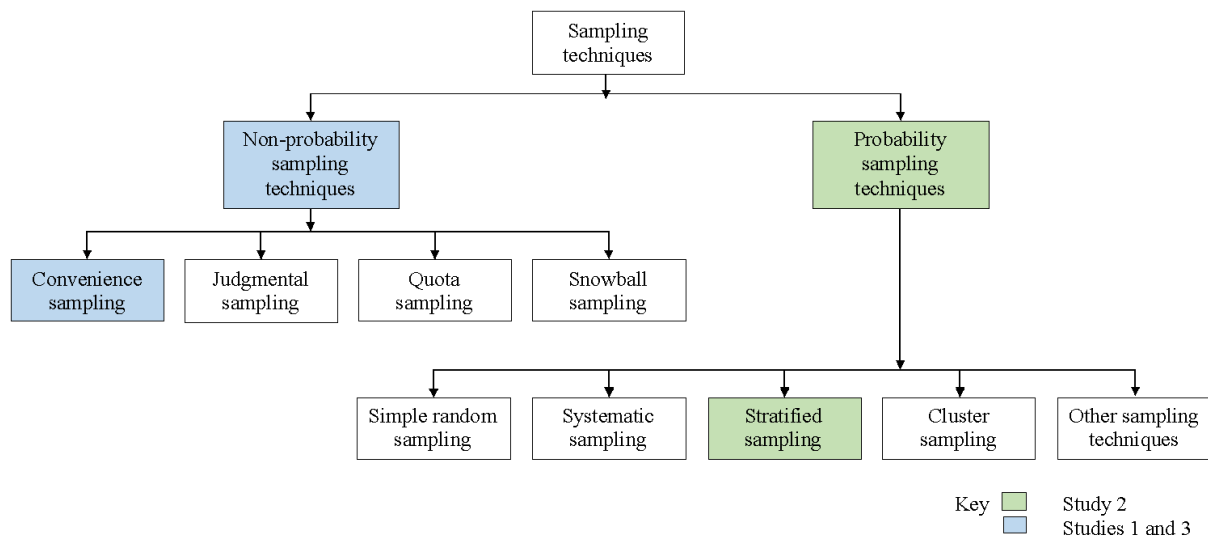 Sampling
techniques
Non-probability
sampling
techniques
Probability
sampling
techniques
Convenience
sampling
Judgmental
sampling
Quota
sampling
Snowball
sampling
Simple random
sampling
Systematic
sampling
Stratified
sampling
Cluster
sampling
Other sampling
techniques
Key
Study 2
Studies 1 and 3